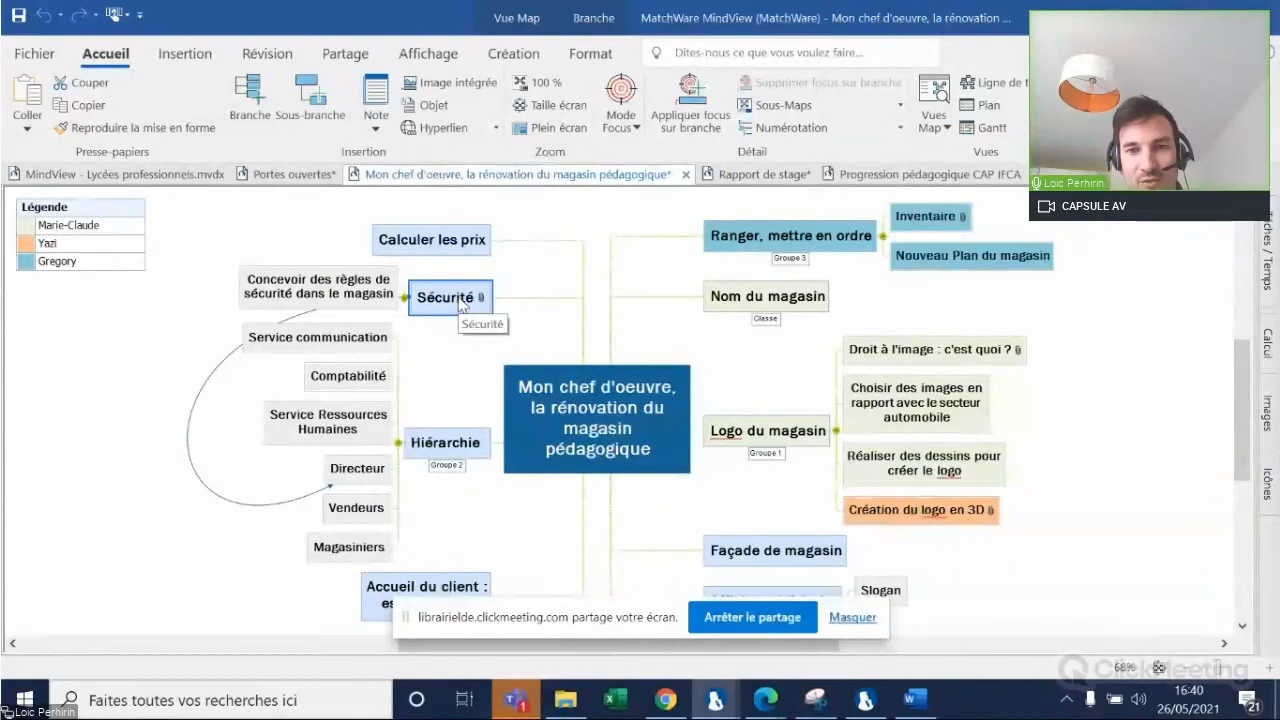 Vue Map
Branche
MatchWare MindView (MatchWare) - Mon chef d'oeuvre, la rénovation ...
Fichier
Accueil
Insertion
Révision
Partage
Affichage
Création
Format
Dites-nous ce que vous voulez faire...
Coller
Couper
Copier
Reproduire la mise en forme
Presse-papiers
Branche
Sous-branche
Note
Image intégrée
Objet
Hyperlien
Insertion
100 %
Taille écran
Plein écran
Zoom
Mode
Focus
Appliquer focus
sur branche
Supprimer focus sur branche
Sous-Maps
Numérotation
Détail
Vues
Map
Ligne de t
Plan
Gantt
Vues
Loic Perhirin
CAPSULE AV
MindView - Lycées professionnels.mvdx
Portes ouvertes*
Mon chef d'oeuvre, la rénovation du magasin pédagogique*
Rapport de stage*
Progression pédagogique CAP IFCA
Légende
Marie-Claude
Yazi
Gregory
Calculer les prix
Concevoir des règles de
sécurité dans le magasin
Sécurité
Sécurité
Service communication
Comptabilité
Service Ressources
Humaines
Hiérarchie
Groupe 2
Directeur
Vendeurs
Magasiniers
Accueil du client :
es
Mon chef d'oeuvre,
la rénovation du
magasin
pédagogique
Ranger, mettre en ordre
Groupe 3
Inventaire
Nouveau Plan du magasin
Nom du magasin
Classe
Logo du magasin
Groupe 1
Droit à l'image : c'est quoi ?
Choisir des images en
rapport avec le secteur
automobile
Réaliser des dessins pour
créer le logo
Création du logo en 3D
Façade de magasin
Slogan
/ Temps
Calcul
Images
Icônes
librairielde.clickmeeting.com partage votre écran.
Arrêter le partage
Masquer
68%
ClickMeeting
Faites toutes vos recherches ici
Loic Perhirin
16:40
26/05/2021
21